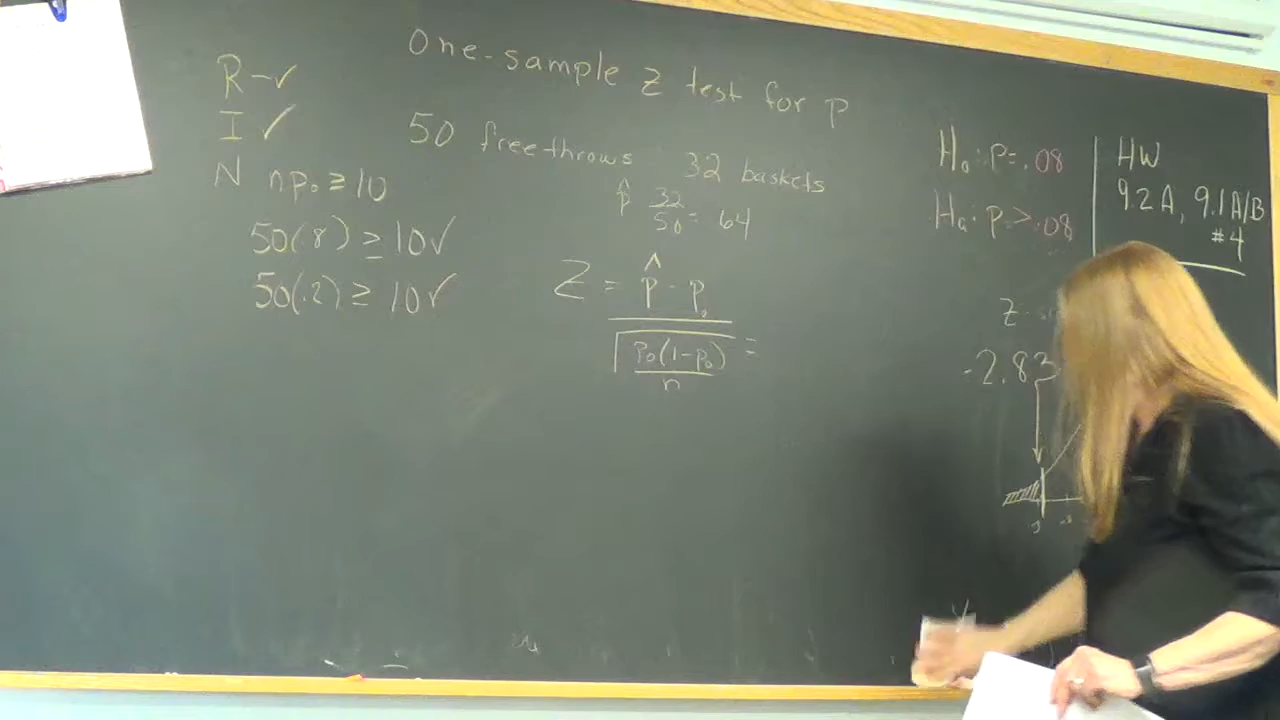 One-sample z test for p
R - ✓
I ✓
N np₀ ≥ 10
50(.8) ≥ 10 ✓
50(.2) ≥ 10 ✓
50 free throws 32 baskets
p̂ 32/50 = 64
Z = p̂ - p₀
√ p₀(1-p₀)/n =
H₀: p = .08
Hₐ: p > .08
HW
9.2A, 9.1A/B
#4
Z-
-2.83